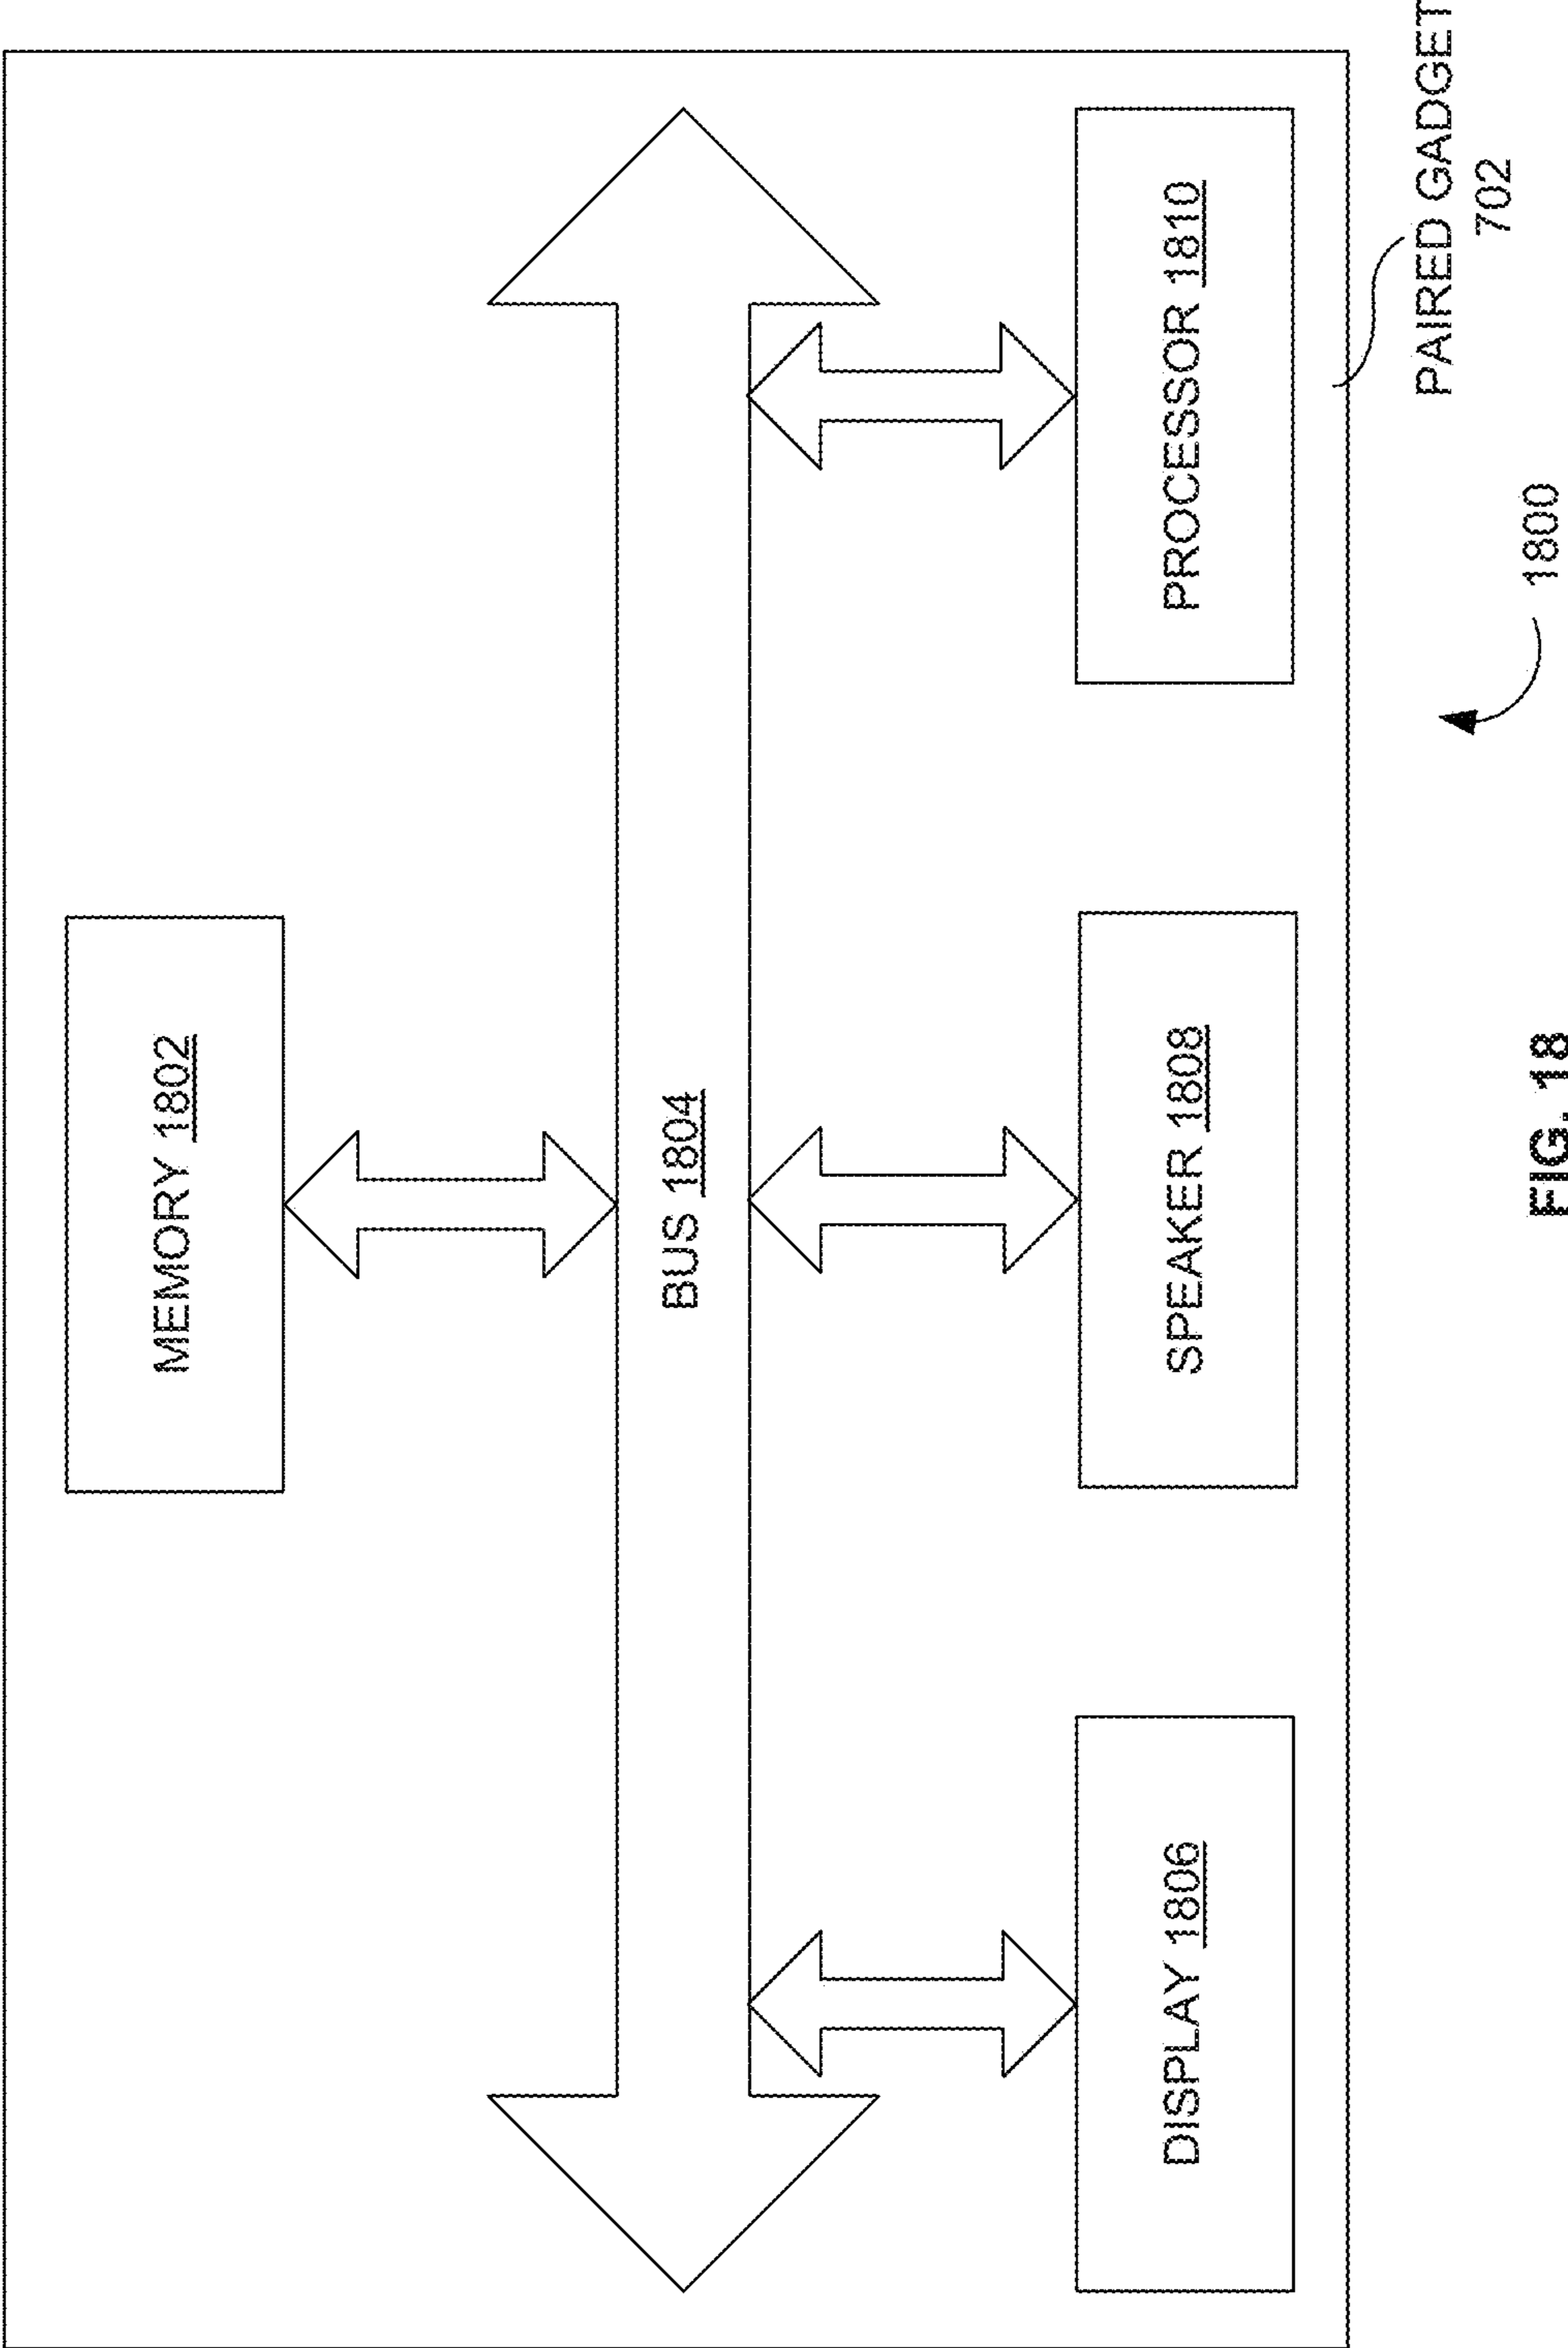 MEMORY 1802
BUS 1804
DISPLAY 1806
SPEAKER 1808
PROCESSOR 1810
PAIRED GADGET
702
1800
FIG. 18